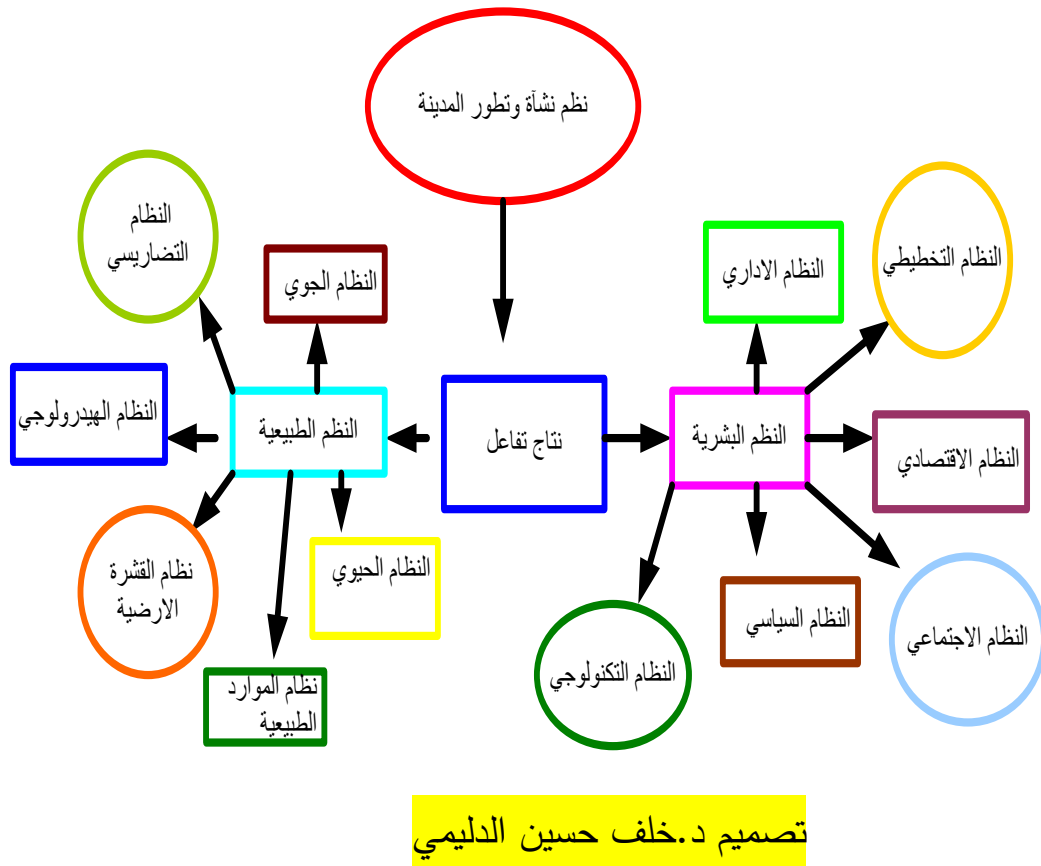 نظم نشآة وتطور المدينة
النظام
التضاريسي
النظام الجوي
النظام الاداري
النظام التخطيطي
النظام الهيدرولوجي
النظم الطبيعية
نتاج تفاعل
النظم البشرية
النظام الاقتصادي
نظام القشرة
الارضية
النظام الحيوي
النظام السياسي
النظام الاجتماعي
النظام التكنولوجي
نظام الموارد
الطبيعية
تصميم د.خلف حسين الدليمي